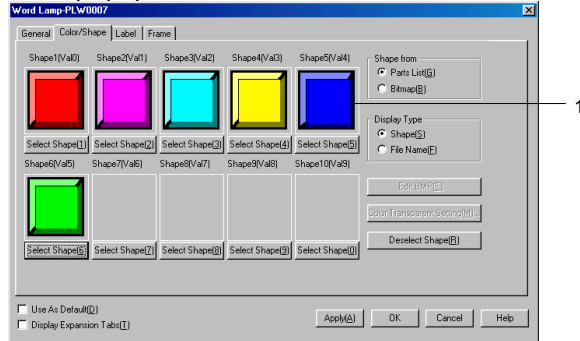 Word Lamp-PLW0007
General Color/Shape Label Frame
Shape1(Val0) Shape2(Val1) Shape3(Val2) Shape4(Val3) Shape5(Val4)
Shape from
Parts List(G)
Bitmap(B)
1
Display Type
Shape(S)
File Name(F)
Select Shape(1) Select Shape(2) Select Shape(3) Select Shape(4) Select Shape(5)
Shape6(Val5) Shape7(Val6) Shape8(Val7) Shape9(Val8) Shape10(Val9)
Edit BMP(E)...
Color Transparent Setting(M)...
Deselect Shape(R)
Select Shape(6) Select Shape(7) Select Shape(8) Select Shape(9) Select Shape(0)
Use As Default(D)
Display Expansion Tabs(T)
Apply(A) OK Cancel Help